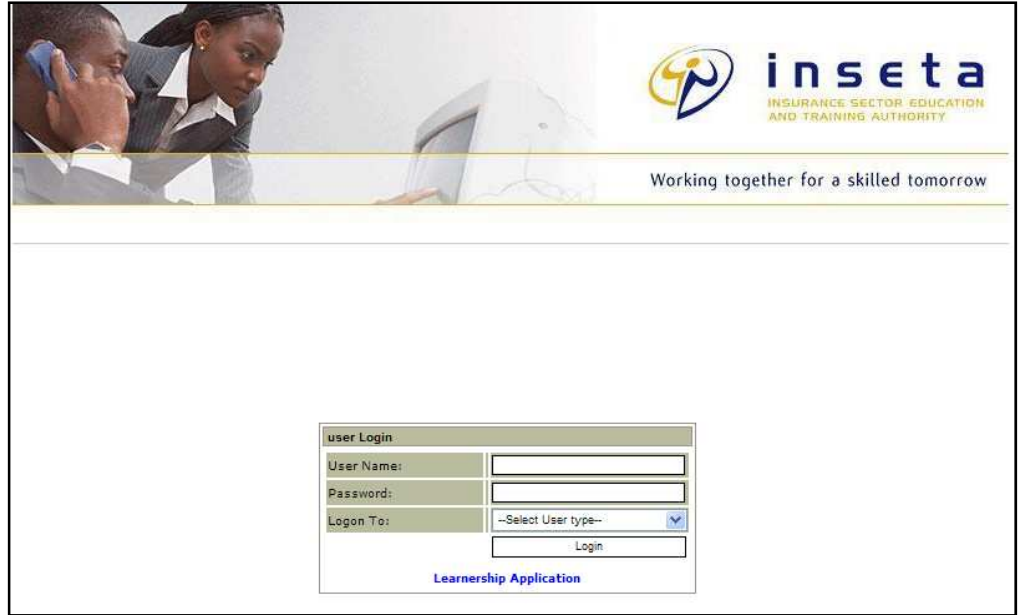 inseta
INSURANCE SECTOR EDUCATION
AND TRAINING AUTHORITY
Working together for a skilled tomorrow
user Login
User Name:
Password:
Logon To:
--Select User type--
Login
Learnership Application